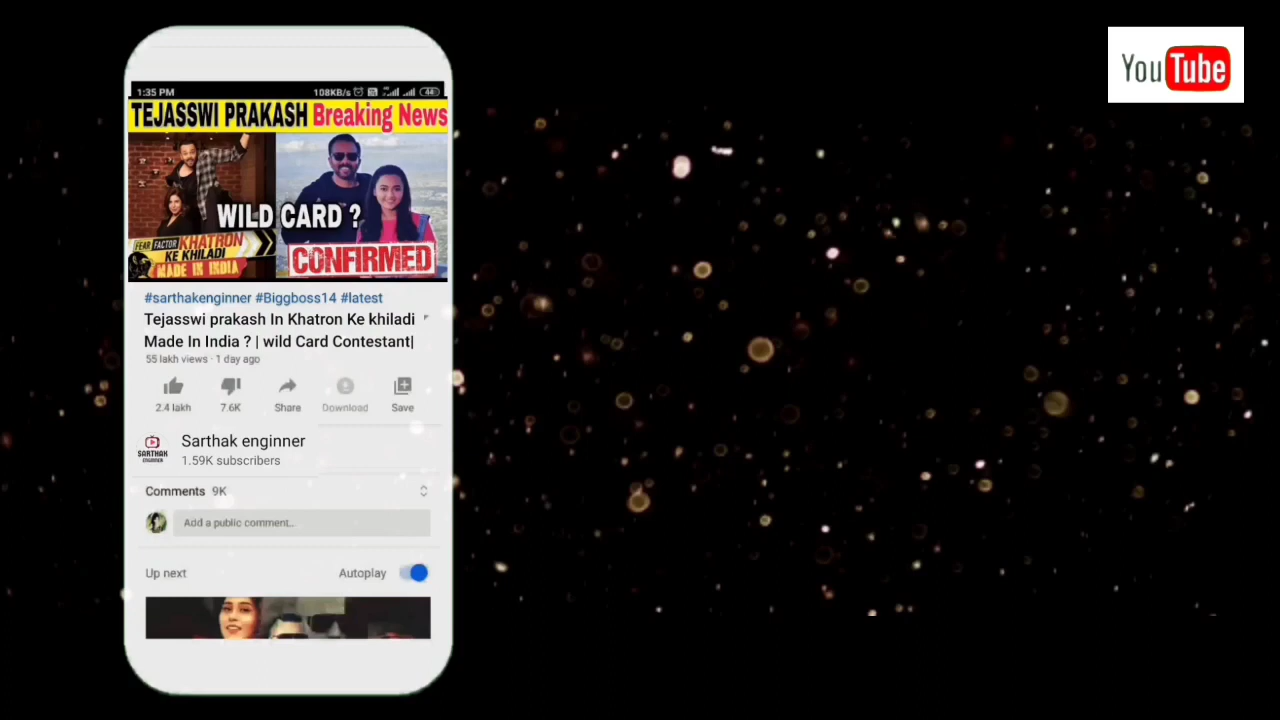 YouTube
1:35 PM 108KB/s 44
TEJASSWI PRAKASH Breaking News
WILD CARD ?
FEAR FACTOR KHATRON
KE KHILADI
MADE IN INDIA
CONFIRMED
#sarthakenginner #Biggboss14 #latest
Tejasswi prakash In Khatron Ke khiladi
Made In India ? | wild Card Contestant|
55 lakh views · 1 day ago
2.4 lakh 7.6K Share Download Save
Sarthak enginner
SARTHAK
ENGINNER
1.59K subscribers
Comments 9K
Add a public comment...
Up next Autoplay